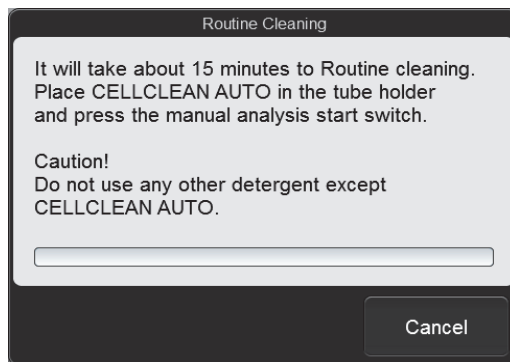 Routine Cleaning
It will take about 15 minutes to Routine cleaning.
Place CELLCLEAN AUTO in the tube holder
and press the manual analysis start switch.
Caution!
Do not use any other detergent except
CELLCLEAN AUTO.
Cancel